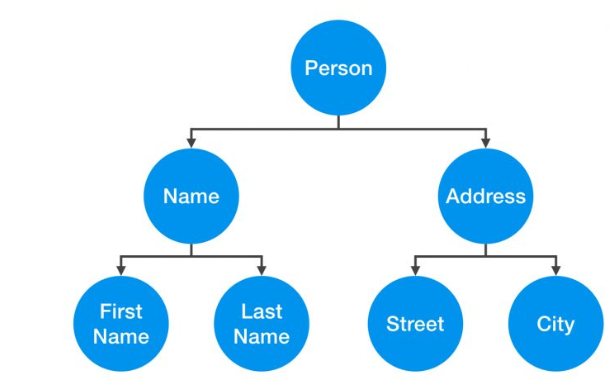 Person
Name
Address
First
Name
Last
Name
Street
City